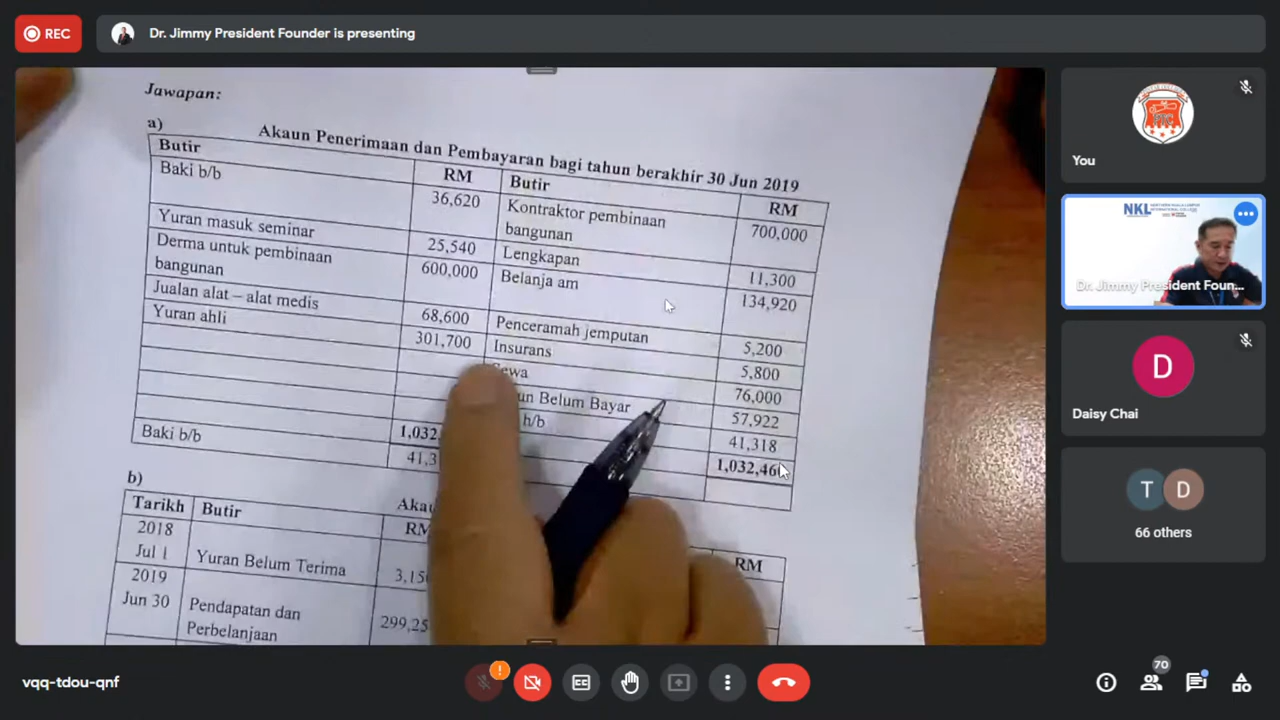 REC
Dr. Jimmy President Founder is presenting
Jawapan:
a)
Akaun Penerimaan dan Pembayaran bagi tahun berakhir 30 Jun 2019
Butir RM Butir RM
Baki b/b 36,620 Kontraktor pembinaan bangunan 700,000
Yuran masuk seminar 25,540 Lengkapan 11,300
Derma untuk pembinaan bangunan 600,000 Belanja am 134,920
Jualan alat – alat medis 68,600 Penceramah jemputan 5,200
Yuran ahli 301,700 Insurans 5,800
76,000
Belum Bayar 57,922
h/b 41,318
1,032,
Baki b/b
b)
Tarikh Butir RM RM
2018
Jul 1 Yuran Belum Terima
2019
Jun 30 Pendapatan dan
Perbelanjaan
You
NKL
Dr. Jimmy President Foun...
D
Daisy Chai
T D
66 others
vqq-tdou-qnf
70